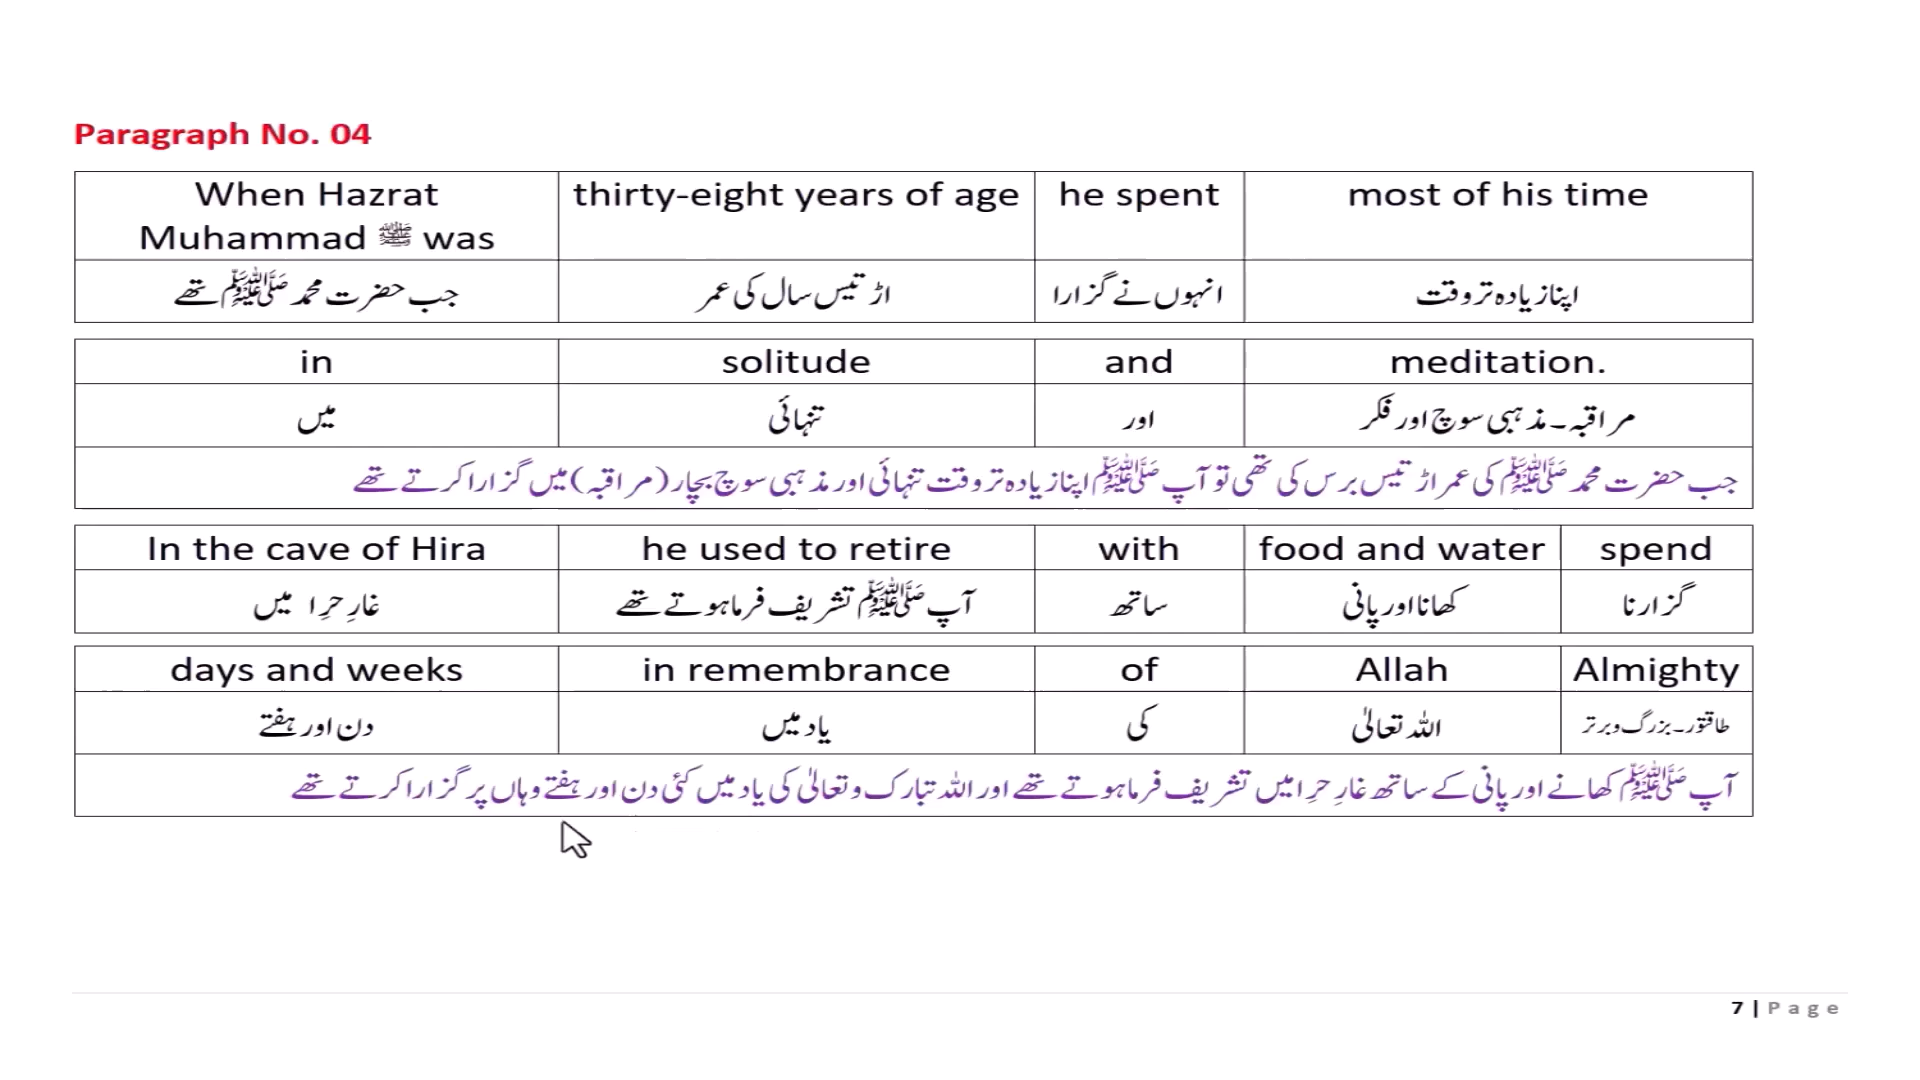 Paragraph No. 04
When Hazrat thirty-eight years of age he spent most of his time
Muhammad ﷺ was
جب حضرت محمد ﷺ تھے اڑتیس سال کی عمر انہوں نے گزارا اپنا زیادہ تر وقت
in solitude and meditation.
میں تنہائی اور مراقبہ۔ مذہبی سوچ اور فکر
جب حضرت محمد ﷺ کی عمر اڑتیس برس کی تھی تو آپ ﷺ اپنا زیادہ تر وقت تنہائی اور مذہبی سوچ بچار (مراقبہ) میں گزارا کرتے تھے
In the cave of Hira he used to retire with food and water spend
غارِ حرِا میں آپ ﷺ تشریف فرما ہوتے تھے ساتھ کھانا اور پانی گزارنا
days and weeks in remembrance of Allah Almighty
دن اور ہفتے یاد میں کی اللہ تعالیٰ طاقتور۔ بزرگ و برتر
آپ ﷺ کھانے اور پانی کے ساتھ غارِ حرِا میں تشریف فرما ہوتے تھے اور اللہ تبارک و تعالیٰ کی یاد میں کئی دن اور ہفتے وہاں پر گزارا کرتے تھے
7 | Page